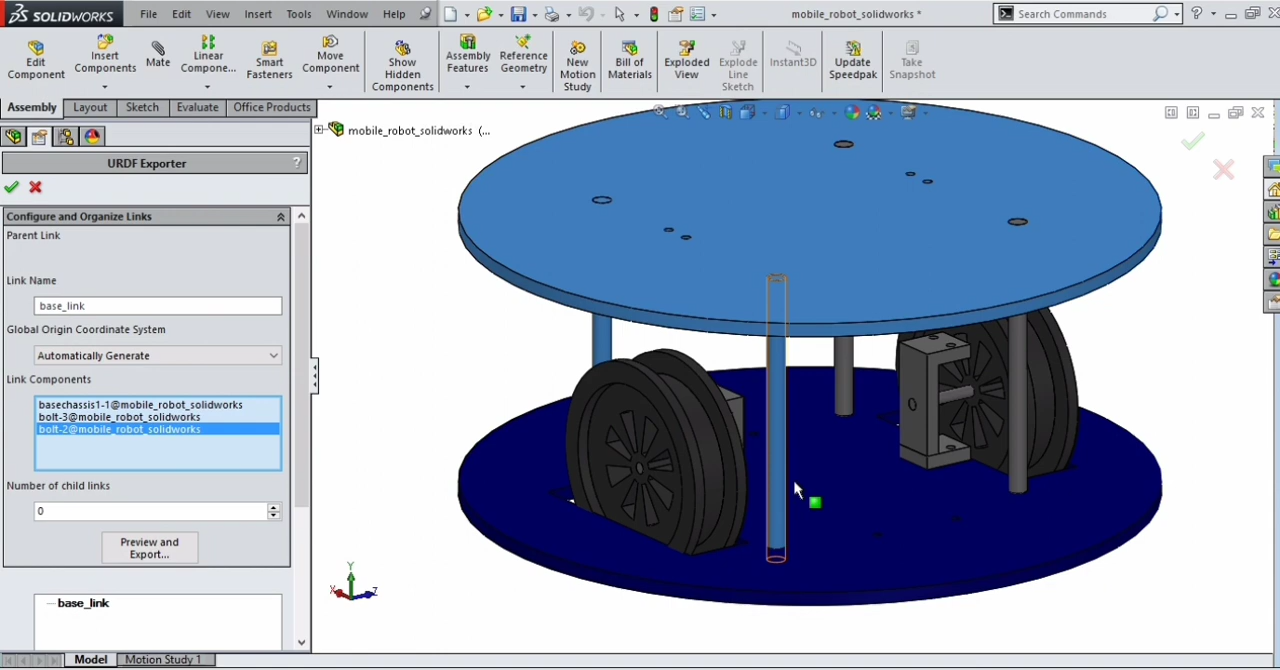 SOLIDWORKS File Edit View Insert Tools Window Help mobile_robot_solidworks * Search Commands
Edit Component
Insert Components
Mate
Linear Compone...
Smart Fasteners
Move Component
Show Hidden Components
Assembly Features
Reference Geometry
New Motion Study
Bill of Materials
Exploded View
Explode Line Sketch
Instant3D
Update Speedpak
Take Snapshot
Assembly Layout Sketch Evaluate Office Products
mobile_robot_solidworks (...
URDF Exporter ?
Configure and Organize Links
Parent Link
Link Name
base_link
Global Origin Coordinate System
Automatically Generate
Link Components
basechassis1-1@mobile_robot_solidworks
bolt-3@mobile_robot_solidworks
bolt-2@mobile_robot_solidworks
Number of child links
0
Preview and
Export...
base_link
Y
X Z
Model Motion Study 1